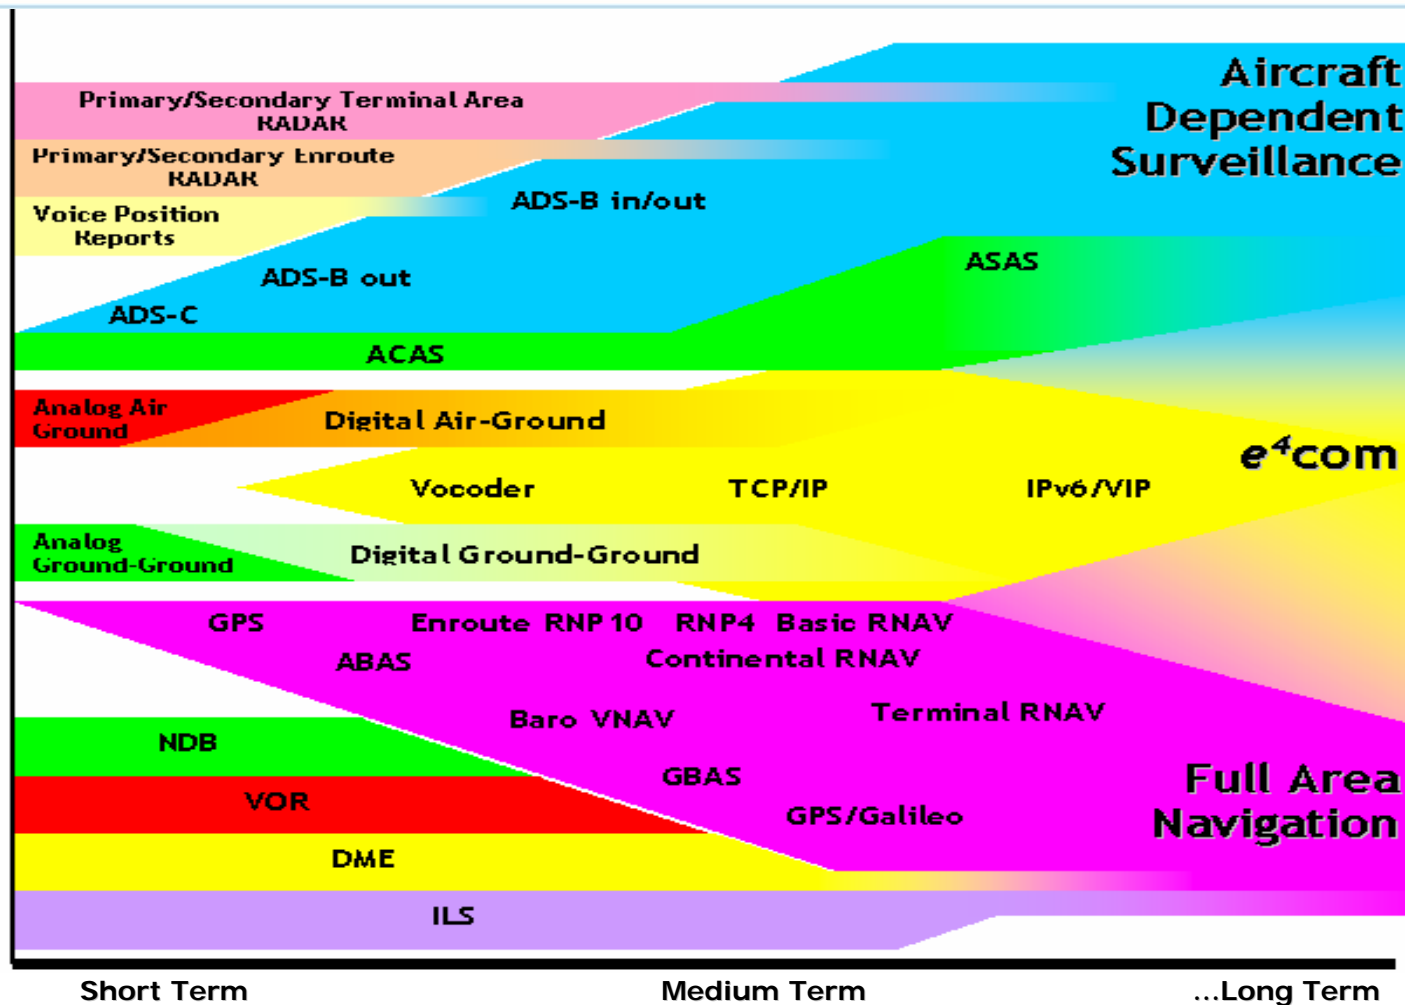 Aircraft
Dependent
Surveillance
Primary/Secondary Terminal Area
RADAR
Primary/Secondary Enroute
RADAR
Voice Position
Reports
ADS-B in/out
ADS-B out
ADS-C
ASAS
ACAS
Analog Air
Ground
Digital Air-Ground
e⁴com
Vocoder
TCP/IP
IPv6/VIP
Analog
Ground-Ground
Digital Ground-Ground
GPS
Enroute RNP10
RNP4
Basic RNAV
ABAS
Continental RNAV
Baro VNAV
Terminal RNAV
NDB
GBAS
Full Area
Navigation
VOR
GPS/Galileo
DME
ILS
Short Term
Medium Term
...Long Term